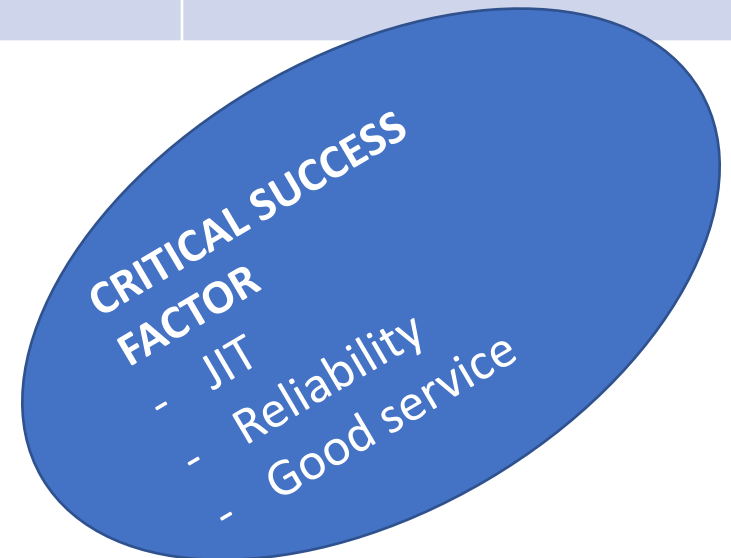 CRITICAL SUCCESS
FACTOR
- JIT
- Reliability
- Good service